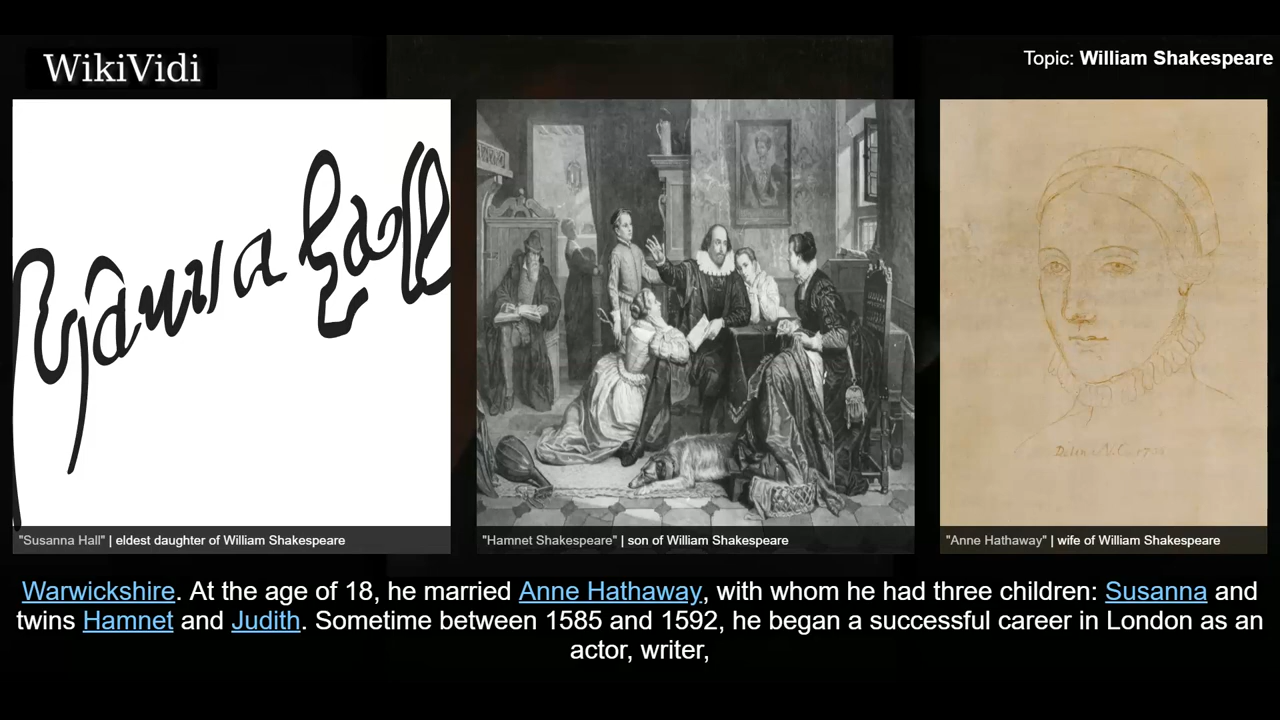 WikiVidi
Topic: William Shakespeare
Susanna Hall
"Susanna Hall" | eldest daughter of William Shakespeare
"Hamnet Shakespeare" | son of William Shakespeare
"Anne Hathaway" | wife of William Shakespeare
Warwickshire. At the age of 18, he married Anne Hathaway, with whom he had three children: Susanna and
twins Hamnet and Judith. Sometime between 1585 and 1592, he began a successful career in London as an
actor, writer,